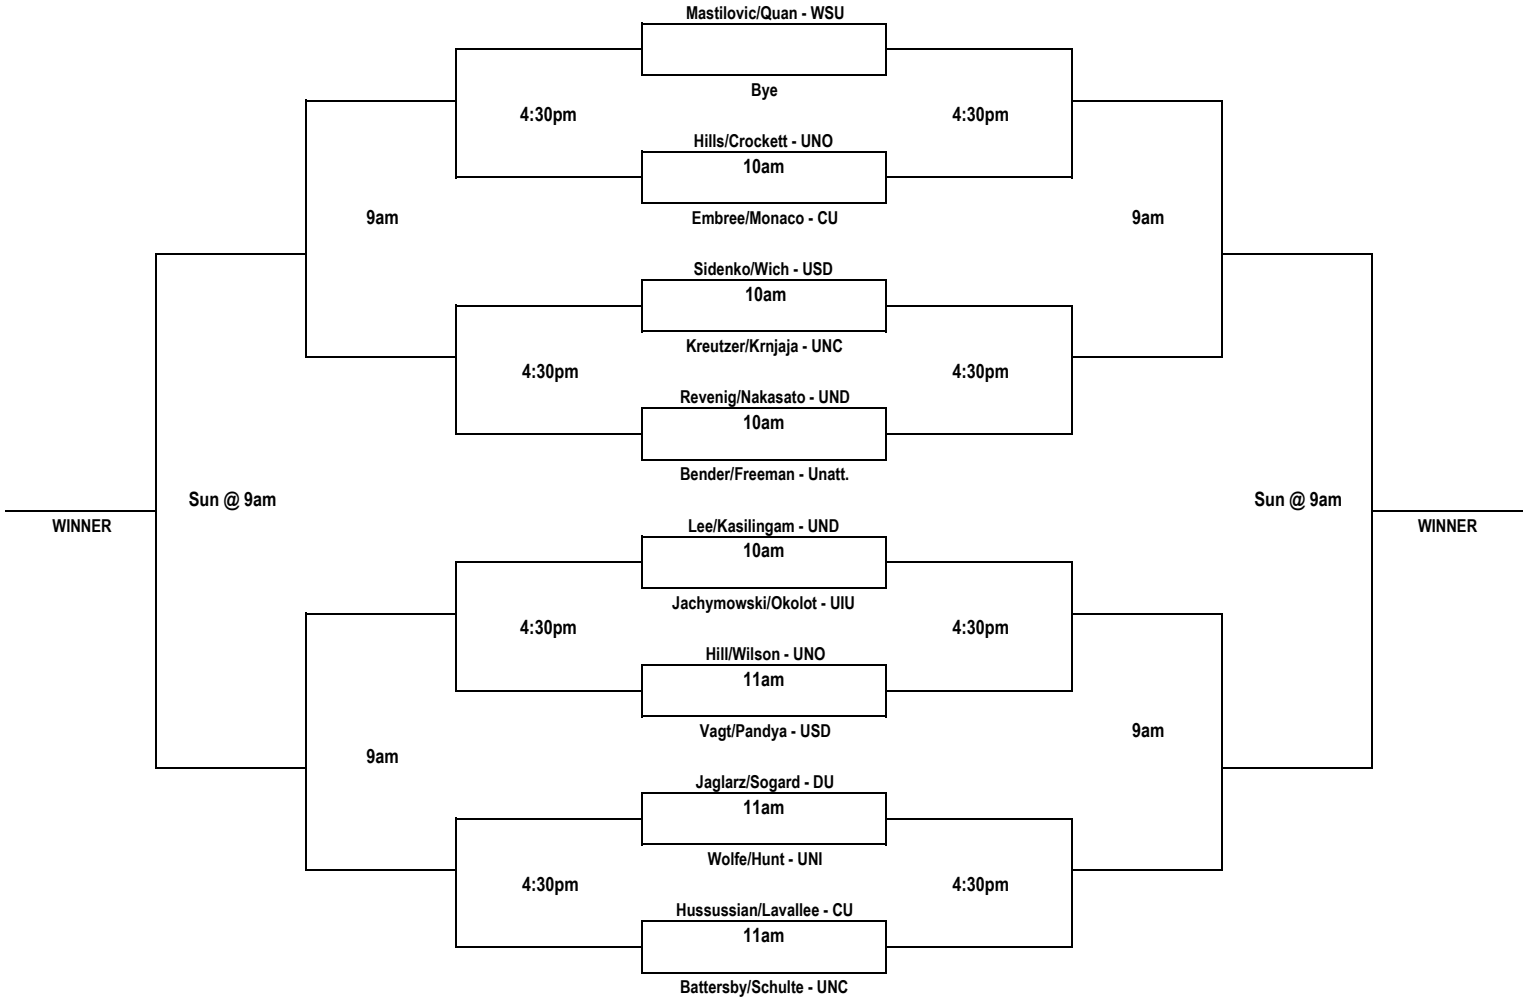 Mastilovic/Quan - WSU
Bye
4:30pm
4:30pm
Hills/Crockett - UNO
10am
Embree/Monaco - CU
9am
9am
Sidenko/Wich - USD
10am
Kreutzer/Krnjaja - UNC
4:30pm
4:30pm
Revenig/Nakasato - UND
10am
Bender/Freeman - Unatt.
Sun @ 9am
Sun @ 9am
WINNER
WINNER
Lee/Kasilingam - UND
10am
Jachymowski/Okolot - UIU
4:30pm
4:30pm
Hill/Wilson - UNO
11am
Vagt/Pandya - USD
9am
9am
Jaglarz/Sogard - DU
11am
Wolfe/Hunt - UNI
4:30pm
4:30pm
Hussussian/Lavallee - CU
11am
Battersby/Schulte - UNC